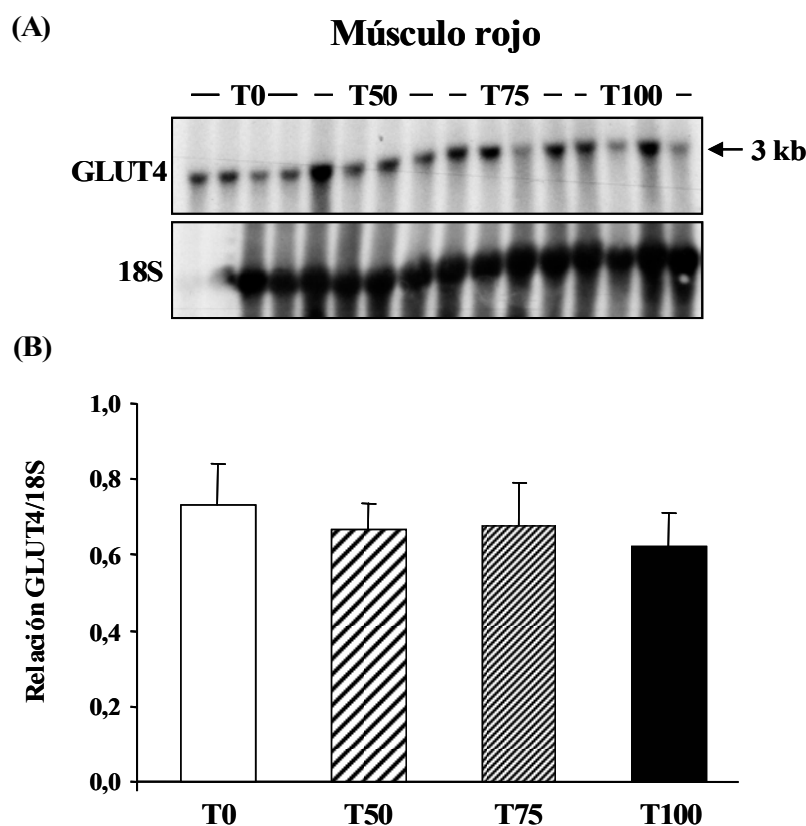 (A)
Músculo rojo
T0 T50 T75 T100
GLUT4
3 kb
18S
(B)
Relación GLUT4/18S
1,0
0,8
0,6
0,4
0,2
0,0
T0 T50 T75 T100